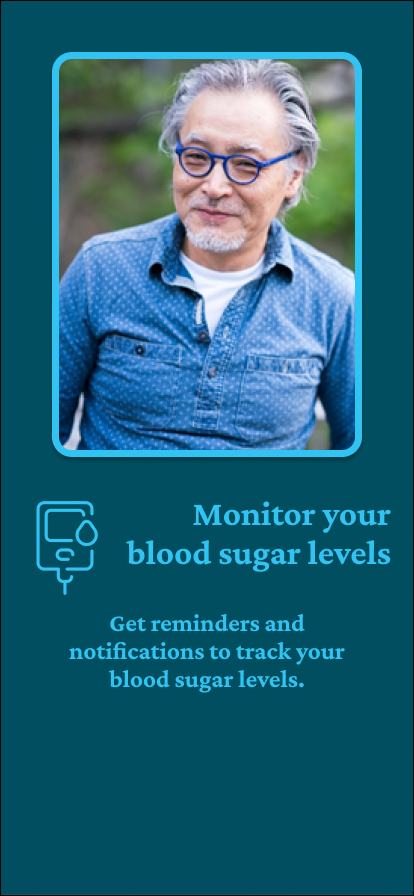 Monitor your
blood sugar levels
Get reminders and
notifications to track your
blood sugar levels.